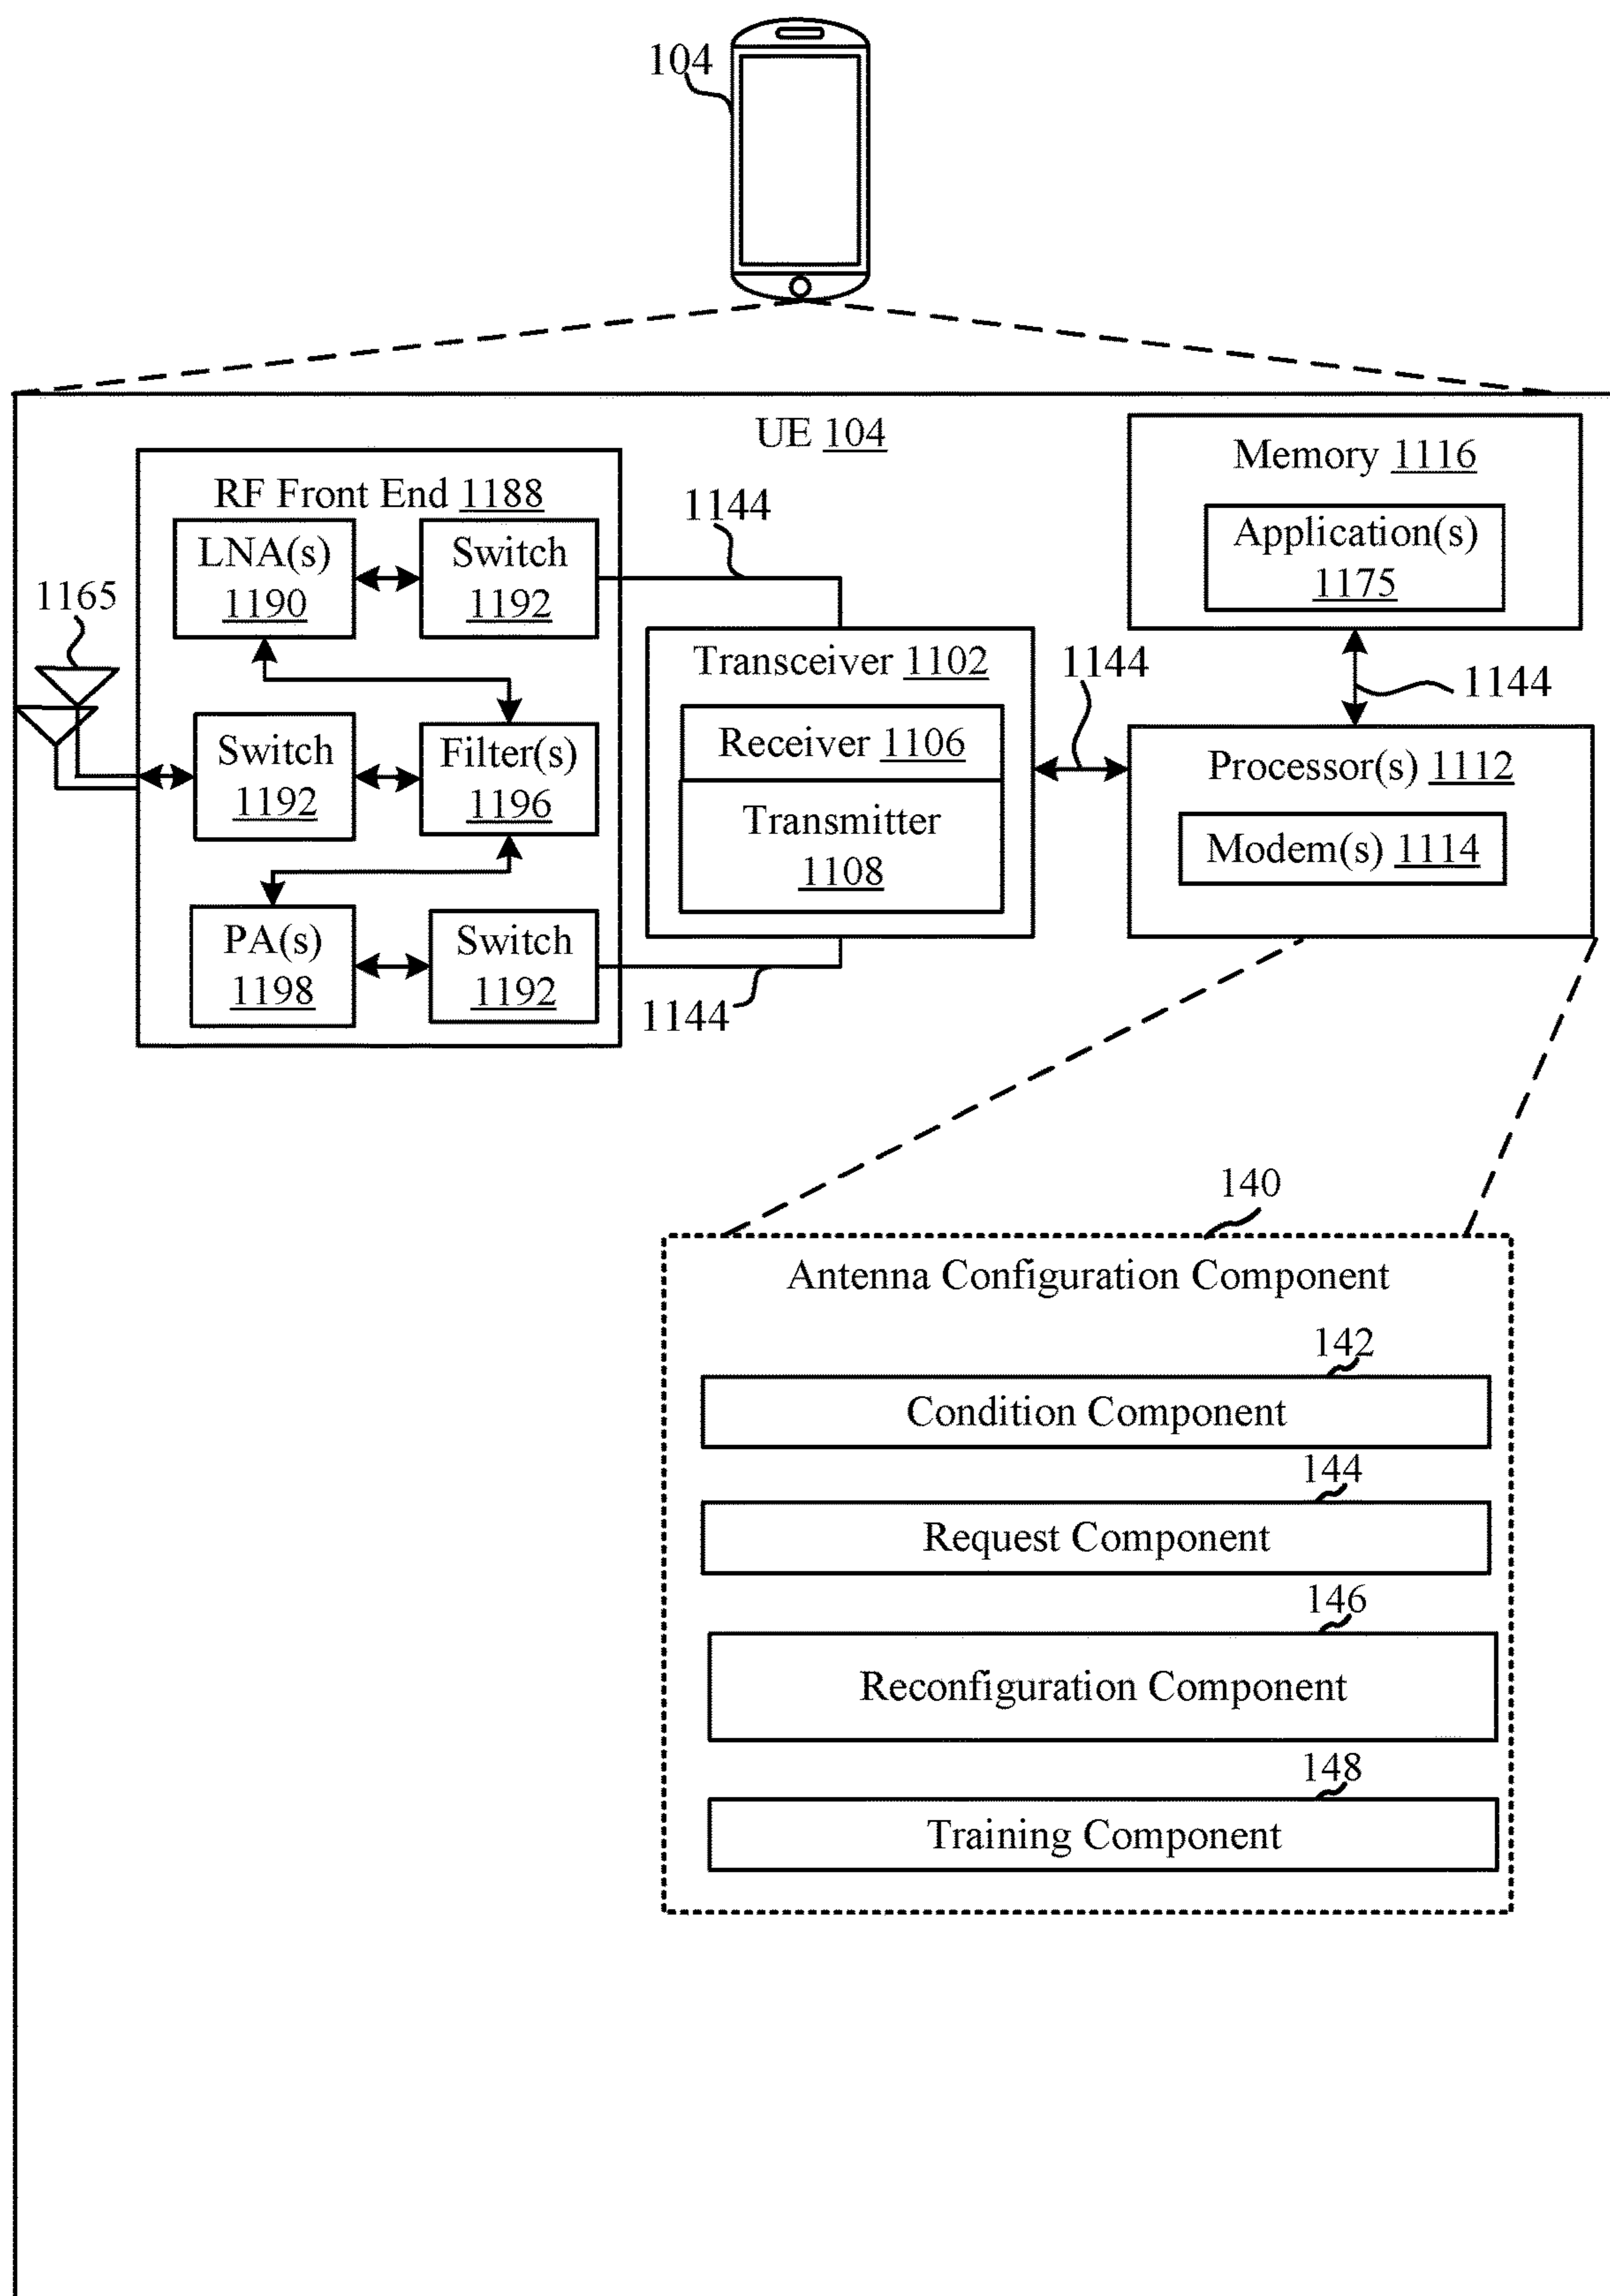 104
UE 104
RF Front End 1188
LNA(s)
1190
Switch
1192
1144
1165
Switch
1192
Filter(s)
1196
PA(s)
1198
Switch
1192
1144
Transceiver 1102
Receiver 1106
Transmitter
1108
1144
Memory 1116
Application(s)
1175
1144
Processor(s) 1112
Modem(s) 1114
140
Antenna Configuration Component
142
Condition Component
144
Request Component
146
Reconfiguration Component
148
Training Component